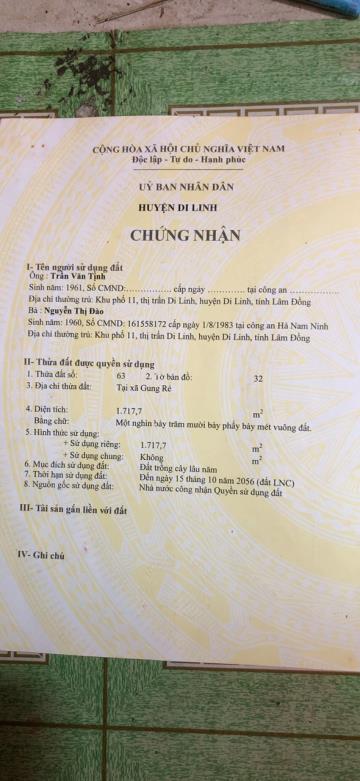 CỘNG HÒA XÃ HỘI CHỦ NGHĨA VIỆT NAM
Độc lập - Tự do - Hạnh phúc
UỶ BAN NHÂN DÂN
HUYỆN DI LINH
CHỨNG NHẬN
I- Tên người sử dụng đất
Ông : Trần Văn Tịnh
Sinh năm: 1961, Số CMND:................ cấp ngày ............ tại công an ................
Địa chỉ thường trú: Khu phố 11, thị trấn Di Linh, huyện Di Linh, tỉnh Lâm Đồng
Bà : Nguyễn Thị Đào
Sinh năm: 1960, Số CMND: 161558172 cấp ngày 1/8/1983 tại công an Hà Nam Ninh
Địa chỉ thường trú: Khu phố 11, thị trấn Di Linh, huyện Di Linh, tỉnh Lâm Đồng
II- Thửa đất được quyền sử dụng
1. Thửa đất số: 63 2. Tờ bản đồ: 32
3. Địa chỉ thửa đất: Tại xã Gung Ré
4. Diện tích: 1.717,7 m²
Bằng chữ: Một nghìn bảy trăm mười bảy phẩy bảy mét vuông đất.
5. Hình thức sử dụng:
+ Sử dụng riêng: 1.717,7 m²
+ Sử dụng chung: Không m²
6. Mục đích sử dụng đất: Đất trồng cây lâu năm
7. Thời hạn sử dụng đất: Đến ngày 15 tháng 10 năm 2056 (đất LNC)
8. Nguồn gốc sử dụng đất: Nhà nước công nhận Quyền sử dụng đất
III- Tài sản gắn liền với đất
IV- Ghi chú